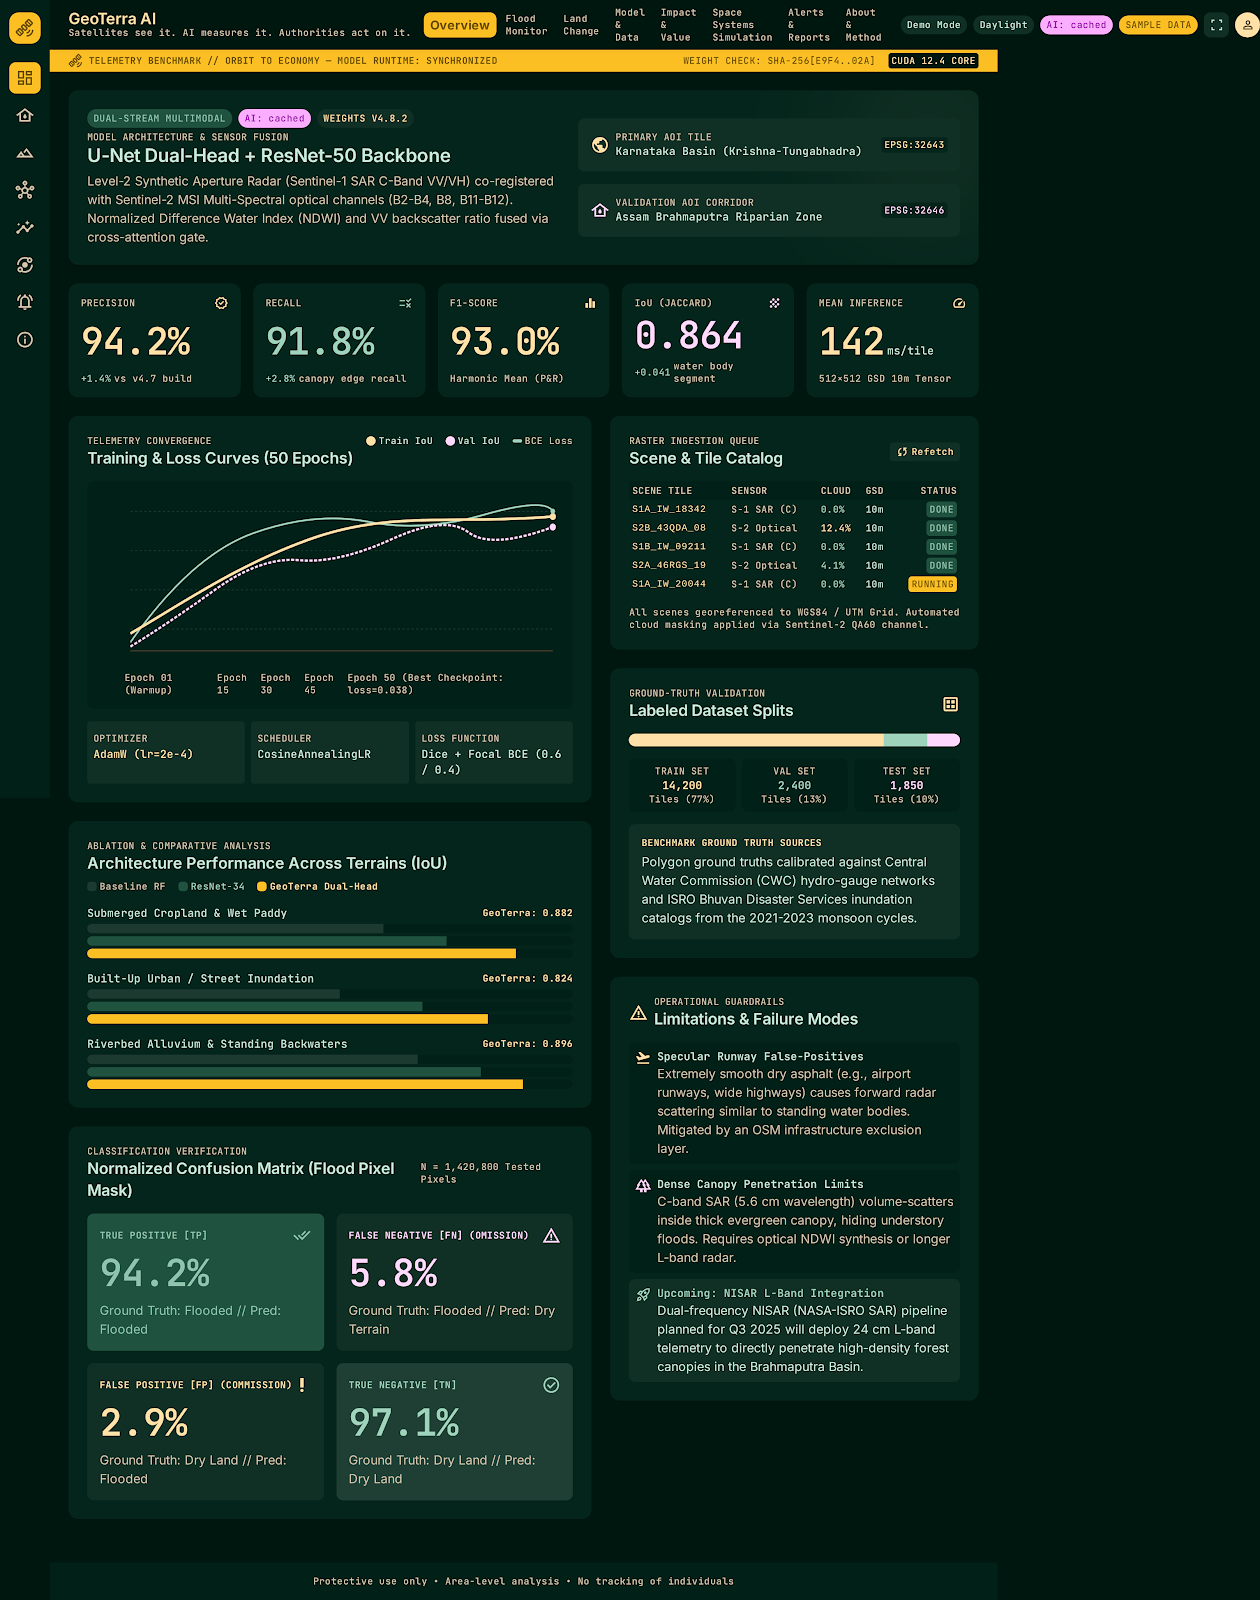 GeoTerra AI
Satellites see it. AI measures it. Authorities act on it.
Overview
Flood
Monitor
Land
Change
Model
&
Data
Impact
&
Value
Space
Systems
Simulation
Alerts
&
Reports
About
&
Method
Demo Mode
Daylight
AI: cached
SAMPLE DATA
TELEMETRY BENCHMARK // ORBIT TO ECONOMY — MODEL RUNTIME: SYNCHRONIZED
WEIGHT CHECK: SHA-256[E9F4..02A]
CUDA 12.4 CORE
DUAL-STREAM MULTIMODAL
AI: cached
WEIGHTS V4.8.2
MODEL ARCHITECTURE & SENSOR FUSION
U-Net Dual-Head + ResNet-50 Backbone
Level-2 Synthetic Aperture Radar (Sentinel-1 SAR C-Band VV/VH) co-registered
with Sentinel-2 MSI Multi-Spectral optical channels (B2-B4, B8, B11-B12).
Normalized Difference Water Index (NDWI) and VV backscatter ratio fused via
cross-attention gate.
PRIMARY AOI TILE
Karnataka Basin (Krishna-Tungabhadra)
EPSG:32643
VALIDATION AOI CORRIDOR
Assam Brahmaputra Riparian Zone
EPSG:32646
PRECISION
94.2%
+1.4% vs v4.7 build
RECALL
91.8%
+2.8% canopy edge recall
F1-SCORE
93.0%
Harmonic Mean (P&R)
IoU (JACCARD)
0.864
+0.041 water body
segment
MEAN INFERENCE
142 ms/tile
512×512 GSD 10m Tensor
TELEMETRY CONVERGENCE
Training & Loss Curves (50 Epochs)
Train IoU
Val IoU
BCE Loss
Epoch 01
(Warmup)
Epoch
15
Epoch
30
Epoch
45
Epoch 50 (Best Checkpoint:
loss=0.038)
OPTIMIZER
AdamW (lr=2e-4)
SCHEDULER
CosineAnnealingLR
LOSS FUNCTION
Dice + Focal BCE (0.6
/ 0.4)
RASTER INGESTION QUEUE
Scene & Tile Catalog
Refetch
SCENE TILE SENSOR CLOUD GSD STATUS
S1A_IW_18342 S-1 SAR (C) 0.0% 10m DONE
S2B_43QDA_08 S-2 Optical 12.4% 10m DONE
S1B_IW_09211 S-1 SAR (C) 0.0% 10m DONE
S2A_46RGS_19 S-2 Optical 4.1% 10m DONE
S1A_IW_20044 S-1 SAR (C) 0.0% 10m RUNNING
All scenes georeferenced to WGS84 / UTM Grid. Automated
cloud masking applied via Sentinel-2 QA60 channel.
GROUND-TRUTH VALIDATION
Labeled Dataset Splits
TRAIN SET
14,200
Tiles (77%)
VAL SET
2,400
Tiles (13%)
TEST SET
1,850
Tiles (10%)
BENCHMARK GROUND TRUTH SOURCES
Polygon ground truths calibrated against Central
Water Commission (CWC) hydro-gauge networks
and ISRO Bhuvan Disaster Services inundation
catalogs from the 2021-2023 monsoon cycles.
ABLATION & COMPARATIVE ANALYSIS
Architecture Performance Across Terrains (IoU)
Baseline RF
ResNet-34
GeoTerra Dual-Head
Submerged Cropland & Wet Paddy
GeoTerra: 0.882
Built-Up Urban / Street Inundation
GeoTerra: 0.824
Riverbed Alluvium & Standing Backwaters
GeoTerra: 0.896
OPERATIONAL GUARDRAILS
Limitations & Failure Modes
Specular Runway False-Positives
Extremely smooth dry asphalt (e.g., airport
runways, wide highways) causes forward radar
scattering similar to standing water bodies.
Mitigated by an OSM infrastructure exclusion
layer.
Dense Canopy Penetration Limits
C-band SAR (5.6 cm wavelength) volume-scatters
inside thick evergreen canopy, hiding understory
floods. Requires optical NDWI synthesis or longer
L-band radar.
Upcoming: NISAR L-Band Integration
Dual-frequency NISAR (NASA-ISRO SAR) pipeline
planned for Q3 2025 will deploy 24 cm L-band
telemetry to directly penetrate high-density forest
canopies in the Brahmaputra Basin.
CLASSIFICATION VERIFICATION
Normalized Confusion Matrix (Flood Pixel
Mask)
N = 1,420,800 Tested
Pixels
TRUE POSITIVE [TP]
94.2%
Ground Truth: Flooded // Pred:
Flooded
FALSE NEGATIVE [FN] (OMISSION)
5.8%
Ground Truth: Flooded // Pred: Dry
Terrain
FALSE POSITIVE [FP] (COMMISSION)
2.9%
Ground Truth: Dry Land // Pred:
Flooded
TRUE NEGATIVE [TN]
97.1%
Ground Truth: Dry Land // Pred:
Dry Land
Protective use only • Area-level analysis • No tracking of individuals